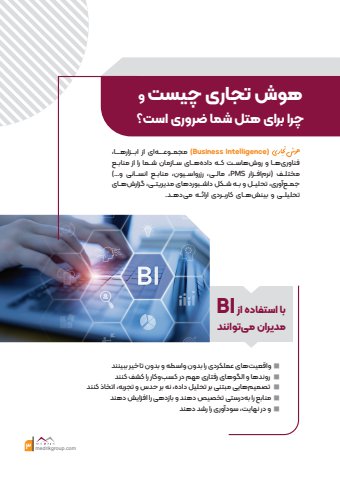 هوش تجاری چیست و
چرا برای هتل شما ضروری است؟
هوش تجاری (Business Intelligence) مجموعه‌ای از ابزارها،
فناوری‌ها و روش‌هاست که داده‌های سازمان شما را از منابع
مختلف (نرم‌افزار PMS، مالی، رزرواسیون، منابع انسانی و...)
جمع‌آوری، تحلیل و به شکل داشبوردهای مدیریتی، گزارش‌های
تحلیلی و بینش‌های کاربردی ارائه می‌دهد.
BI
با استفاده از BI
مدیران می‌توانند
واقعیت‌های عملکردی را بدون واسطه و بدون تاخیر ببینند
روندها و الگوهای رفتاری مهم در کسب‌وکار را کشف کنند
تصمیم‌هایی مبتنی بر تحلیل داده، نه بر حدس و تجربه، اتخاذ کنند
منابع را به‌درستی تخصیص دهند و بازدهی را افزایش دهند
و در نهایت، سودآوری را رشد دهند
mednkgroup.com